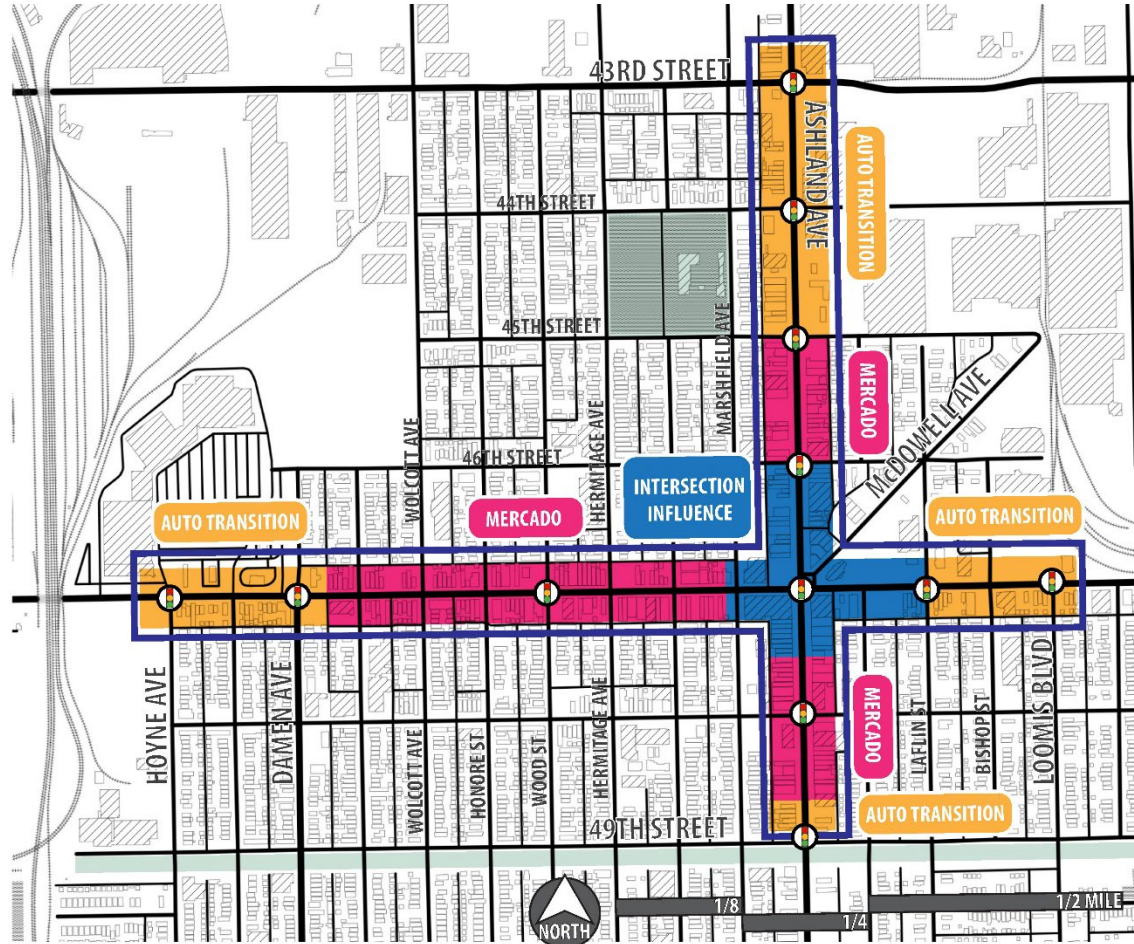 43RD STREET
ASHLAND AVE
AUTO TRANSITION
44TH STREET
45TH STREET
MARSHFIELD AVE
MERCADO
McDOWELL AVE
WOLCOTT AVE
46TH STREET
HERMITAGE AVE
INTERSECTION
INFLUENCE
AUTO TRANSITION
MERCADO
AUTO TRANSITION
HOYNE AVE
DAMEN AVE
WOLCOTT AVE
HONORE ST
WOOD ST
HERMITAGE AVE
MERCADO
LAFLIN ST
BISHOP ST
LOOMIS BLVD
49TH STREET
AUTO TRANSITION
NORTH
1/8
1/4
1/2 MILE